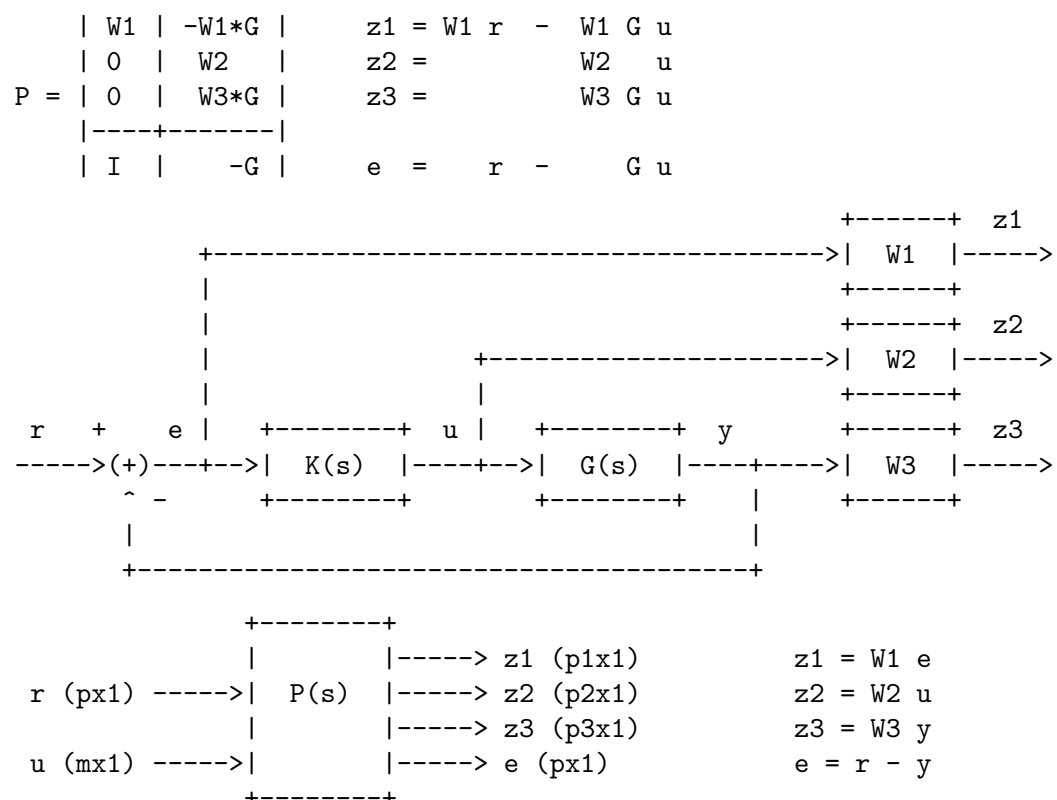 | W1 | -W1*G |     z1 = W1 r  -  W1 G u
    | 0  |  W2   |     z2 =          W2   u
P = | 0  |  W3*G |     z3 =          W3 G u
    |----+-------|
    | I  |    -G |     e  =    r  -     G u
                                                      +------+  z1
            +---------------------------------------->|  W1  |----->
            |                                         +------+
            |                                         +------+  z2
            |                 +---------------------->|  W2  |----->
            |                 |                       +------+
 r   +    e |   +--------+  u |   +--------+  y       +------+  z3
----->(+)---+-->|  K(s)  |----+-->|  G(s)  |----+---->|  W3  |----->
       ^ -      +--------+        +--------+    |     +------+
       |                                        |
       +----------------------------------------+
               +--------+
               |        |-----> z1 (p1x1)          z1 = W1 e
 r (px1) ----->|  P(s)  |-----> z2 (p2x1)          z2 = W2 u
               |        |-----> z3 (p3x1)          z3 = W3 y
 u (mx1) ----->|        |-----> e (px1)            e = r - y
               +--------+